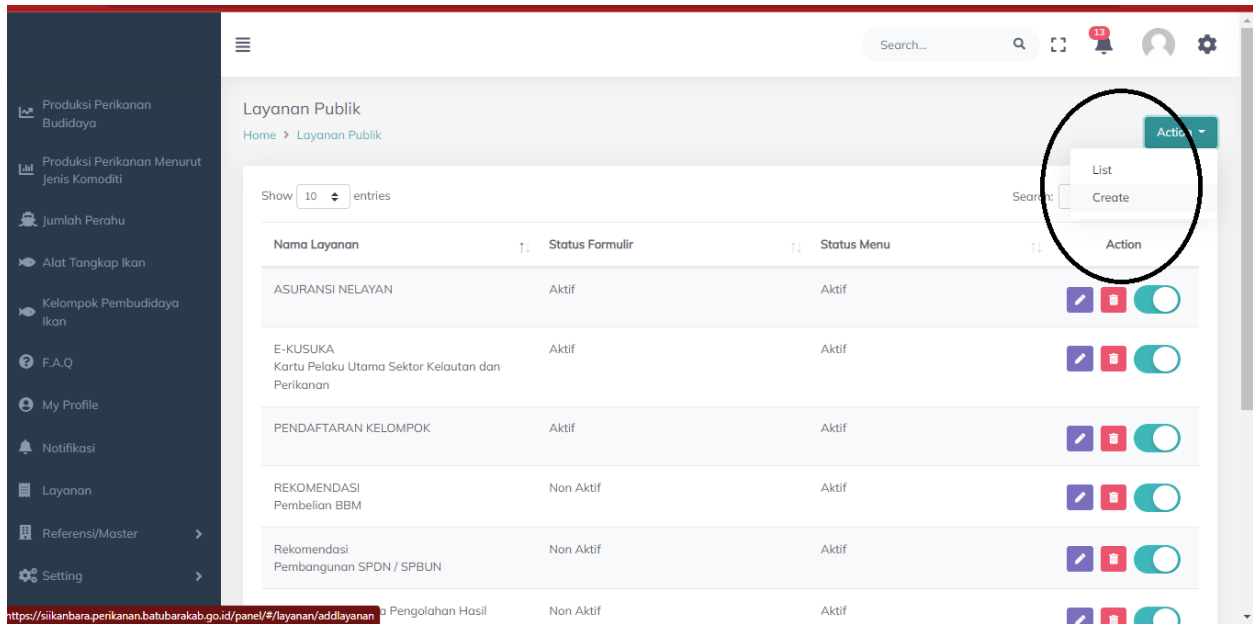 Search...
13
Produksi Perikanan
Budidaya
Produksi Perikanan Menurut
Jenis Komoditi
Jumlah Perahu
Alat Tangkap Ikan
Kelompok Pembudidaya
Ikan
F.A.Q
My Profile
Notifikasi
Layanan
Referensi/Master
Setting
https://siikanbara.perikanan.batubarakab.go.id/panel/#/layanan/addlayanan
Layanan Publik
Home > Layanan Publik
Action
List
Create
Show 10 entries
Search:
Nama Layanan Status Formulir Status Menu Action
ASURANSI NELAYAN Aktif Aktif
E-KUSUKA Aktif Aktif
Kartu Pelaku Utama Sektor Kelautan dan
Perikanan
PENDAFTARAN KELOMPOK Aktif Aktif
REKOMENDASI Non Aktif Aktif
Pembelian BBM
Rekomendasi Non Aktif Aktif
Pembangunan SPDN / SPBUN
Pengolahan Hasil Non Aktif Aktif